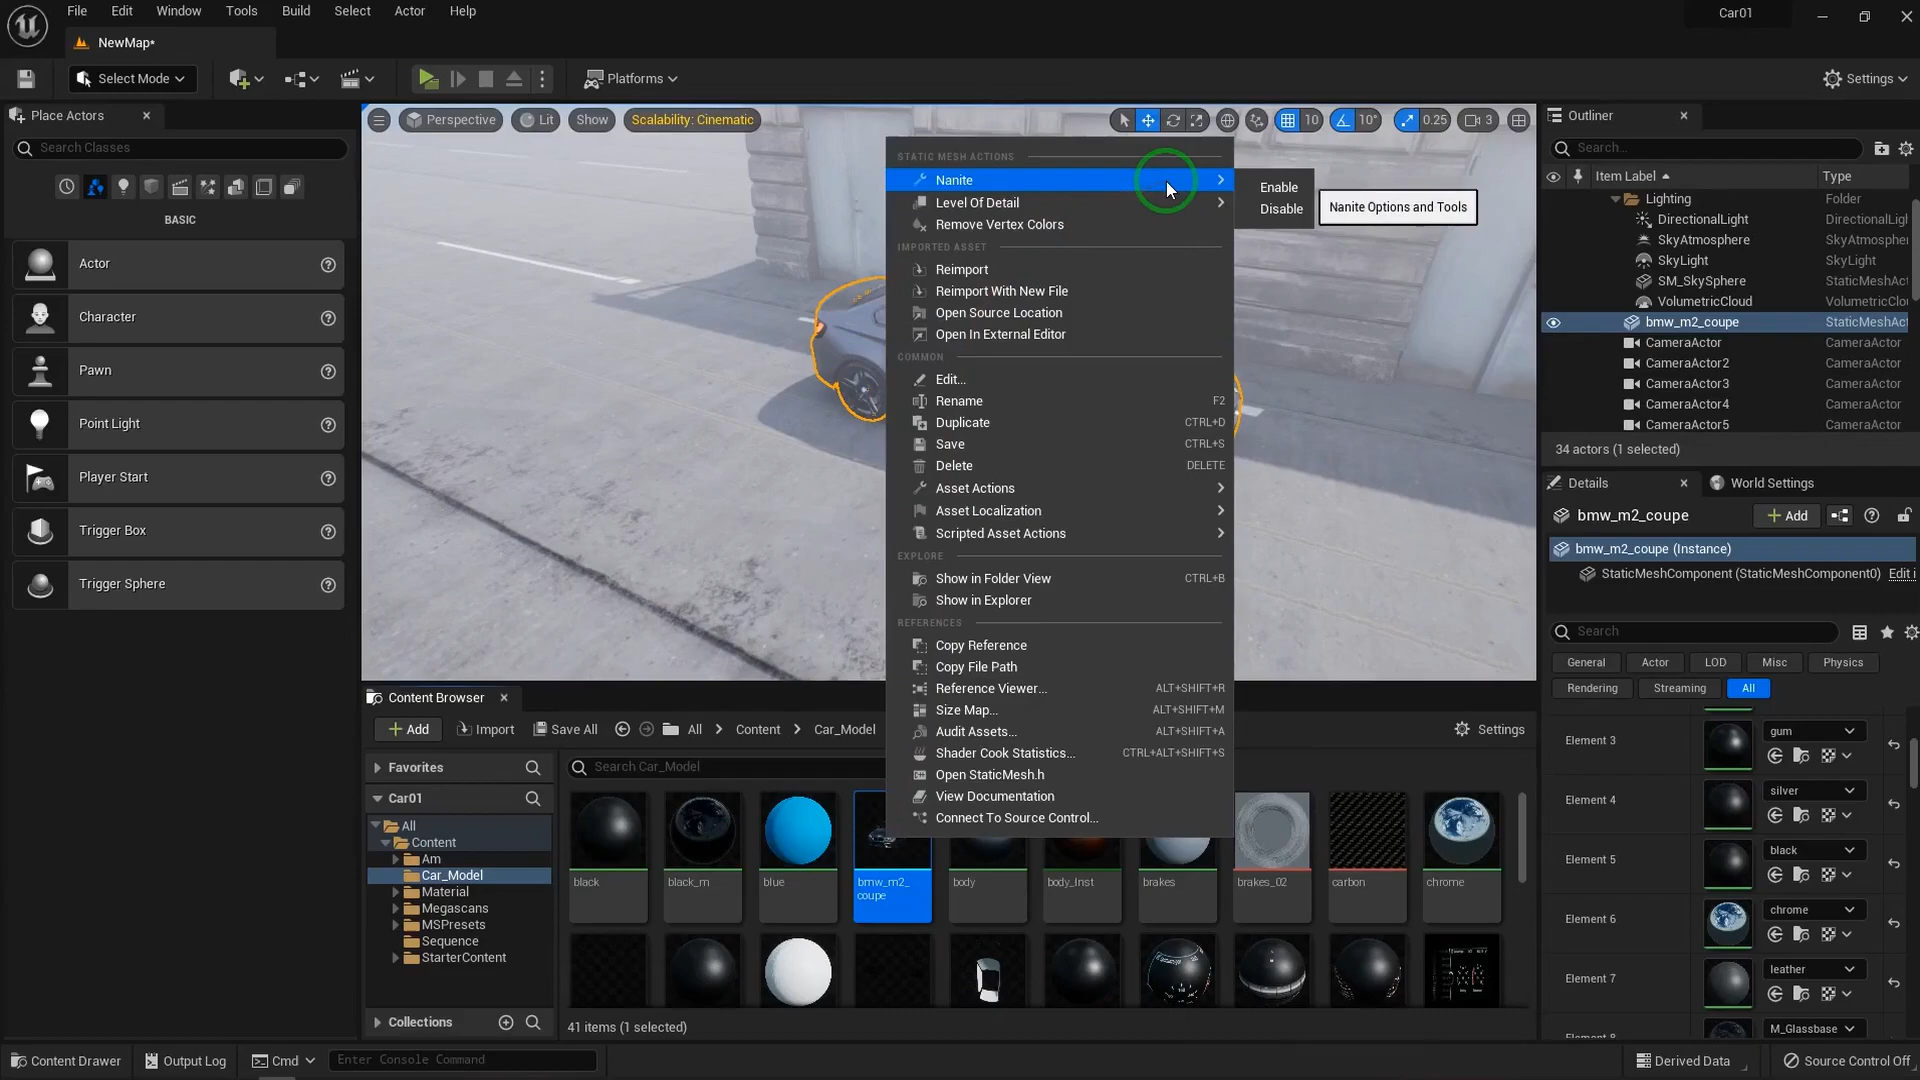 File Edit Window Tools Build Select Actor Help
Car01
NewMap*
Select Mode
Platforms
Settings
Place Actors
Search Classes
BASIC
Actor
Character
Pawn
Point Light
Player Start
Trigger Box
Trigger Sphere
Perspective Lit Show Scalability: Cinematic
10 10° 0.25 3
STATIC MESH ACTIONS
Nanite
Level Of Detail
Remove Vertex Colors
IMPORTED ASSET
Reimport
Reimport With New File
Open Source Location
Open In External Editor
COMMON
Edit...
Rename F2
Duplicate CTRL+D
Save CTRL+S
Delete DELETE
Asset Actions
Asset Localization
Scripted Asset Actions
EXPLORE
Show in Folder View CTRL+B
Show in Explorer
REFERENCES
Copy Reference
Copy File Path
Reference Viewer... ALT+SHIFT+R
Size Map... ALT+SHIFT+M
Audit Assets... ALT+SHIFT+A
Shader Cook Statistics... CTRL+ALT+SHIFT+S
Open StaticMesh.h
View Documentation
Connect To Source Control...
Enable
Disable
Nanite Options and Tools
Outliner
Search...
Item Label Type
Lighting Folder
DirectionalLight DirectionalLigh
SkyAtmosphere SkyAtmospher
SkyLight SkyLight
SM_SkySphere StaticMeshAct
VolumetricCloud VolumetricClou
bmw_m2_coupe StaticMeshAct
CameraActor CameraActor
CameraActor2 CameraActor
CameraActor3 CameraActor
CameraActor4 CameraActor
CameraActor5 CameraActor
34 actors (1 selected)
Details World Settings
bmw_m2_coupe Add
bmw_m2_coupe (Instance)
StaticMeshComponent (StaticMeshComponent0) Edit i
Search
General Actor LOD Misc Physics
Rendering Streaming All
Element 3 gum
Element 4 silver
Element 5 black
Element 6 chrome
Element 7 leather
Element 8 M_Glassbase
Content Browser
Add Import Save All All Content Car_Model Settings
Favorites
Car01
All
Content
Am
Car_Model
Material
Megascans
MSPresets
Sequence
StarterContent
Collections
Search Car_Model
black black_m blue bmw_m2_ body body_Inst brakes brakes_02 carbon chrome
coupe
41 items (1 selected)
Content Drawer Output Log Cmd Enter Console Command Derived Data Source Control Off